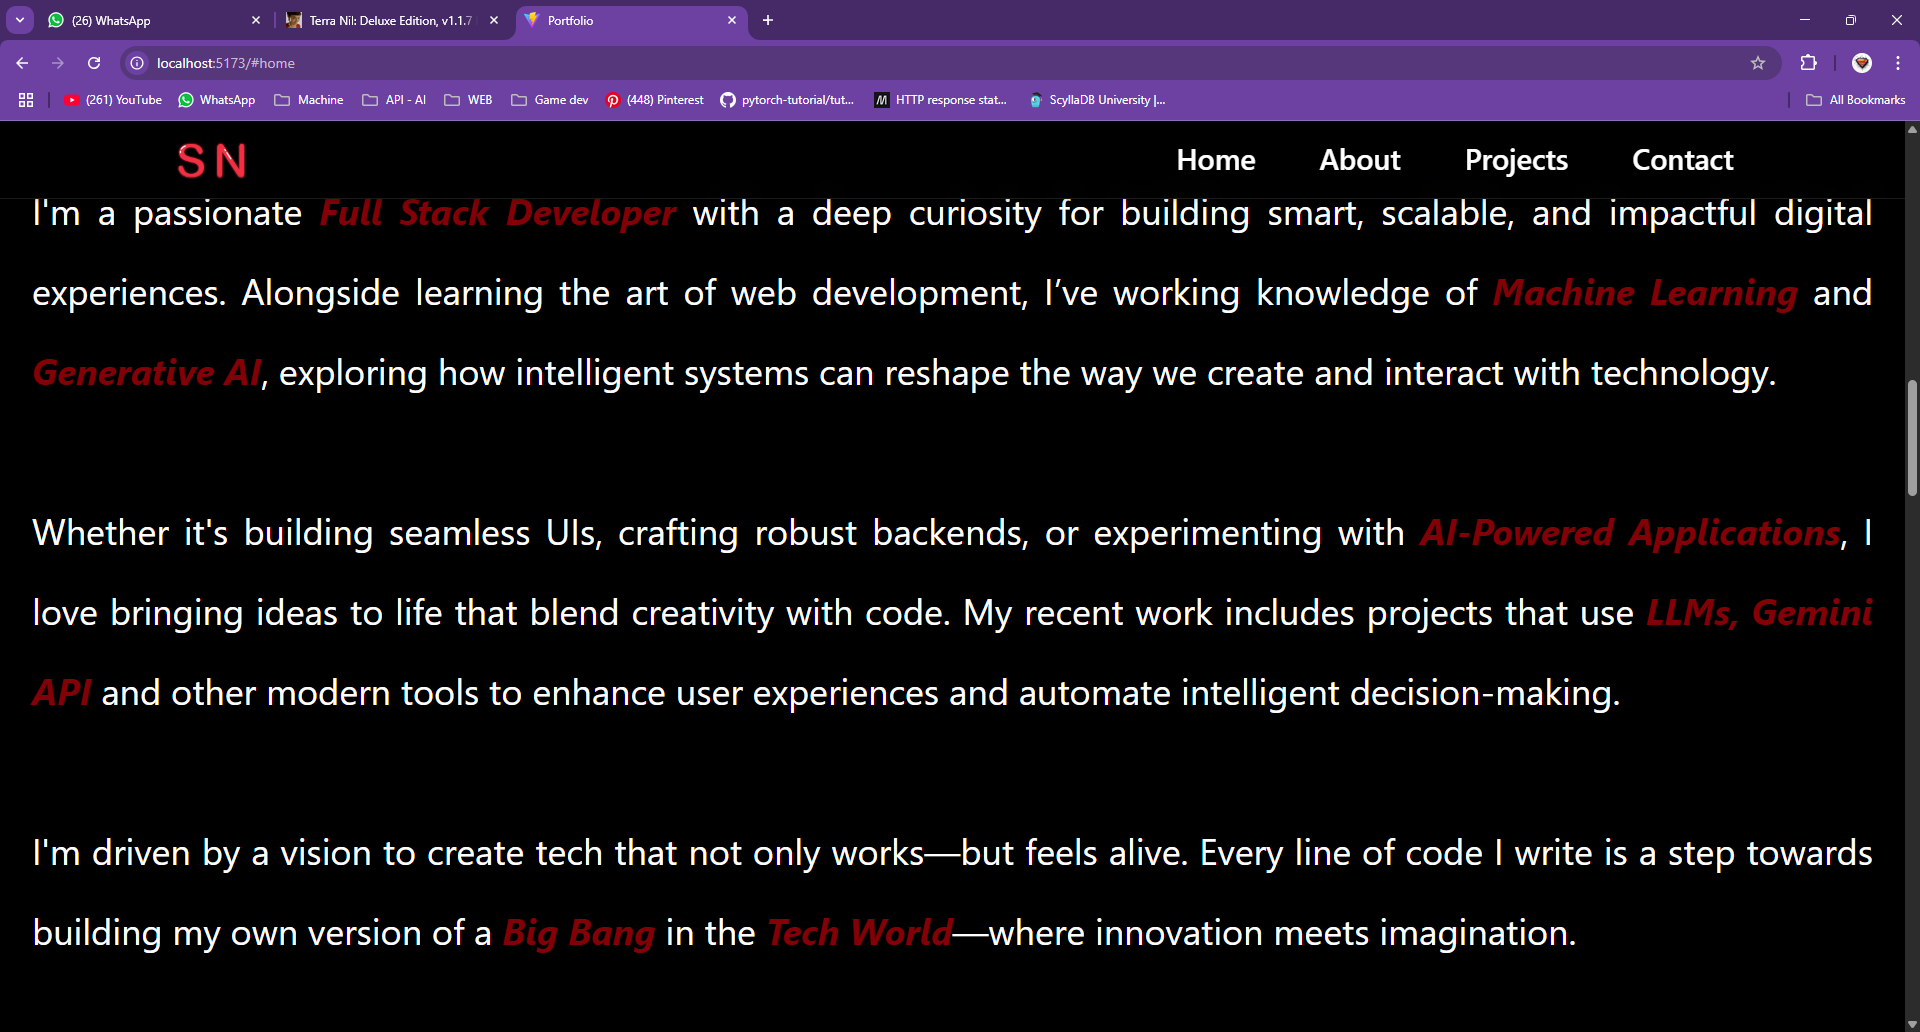 (26) WhatsApp
Terra Nil: Deluxe Edition, v1.1.7
Portfolio
localhost:5173/#home
(261) YouTube
WhatsApp
Machine
API - AI
WEB
Game dev
(448) Pinterest
pytorch-tutorial/tut...
HTTP response stat...
ScyllaDB University |...
All Bookmarks
S N
Home
About
Projects
Contact
I'm a passionate Full Stack Developer with a deep curiosity for building smart, scalable, and impactful digital
experiences. Alongside learning the art of web development, I’ve working knowledge of Machine Learning and
Generative AI, exploring how intelligent systems can reshape the way we create and interact with technology.
Whether it's building seamless UIs, crafting robust backends, or experimenting with AI-Powered Applications, I
love bringing ideas to life that blend creativity with code. My recent work includes projects that use LLMs, Gemini
API and other modern tools to enhance user experiences and automate intelligent decision-making.
I'm driven by a vision to create tech that not only works—but feels alive. Every line of code I write is a step towards
building my own version of a Big Bang in the Tech World—where innovation meets imagination.